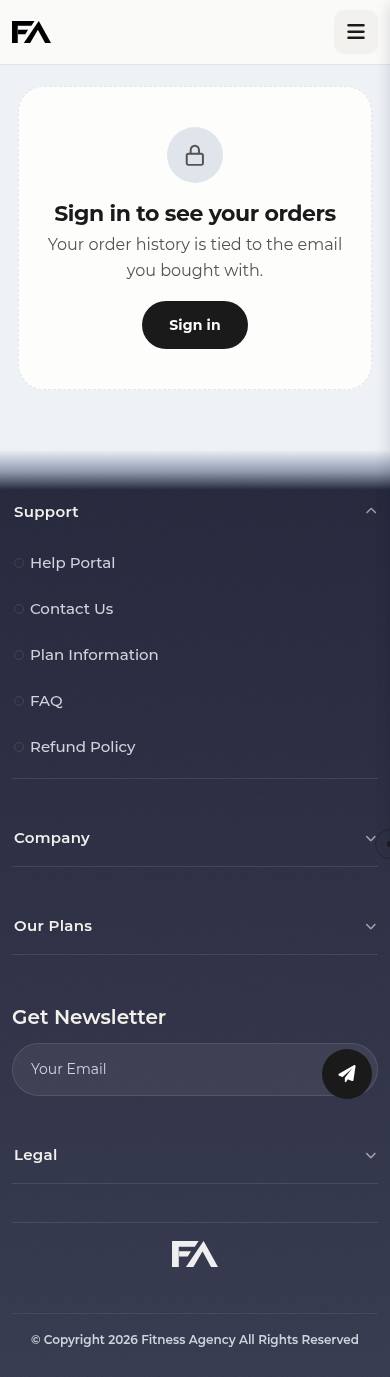 FA
Sign in to see your orders
Your order history is tied to the email
you bought with.
Sign in
Support
Help Portal
Contact Us
Plan Information
FAQ
Refund Policy
Company
Our Plans
Get Newsletter
Your Email
Legal
FA
© Copyright 2026 Fitness Agency All Rights Reserved